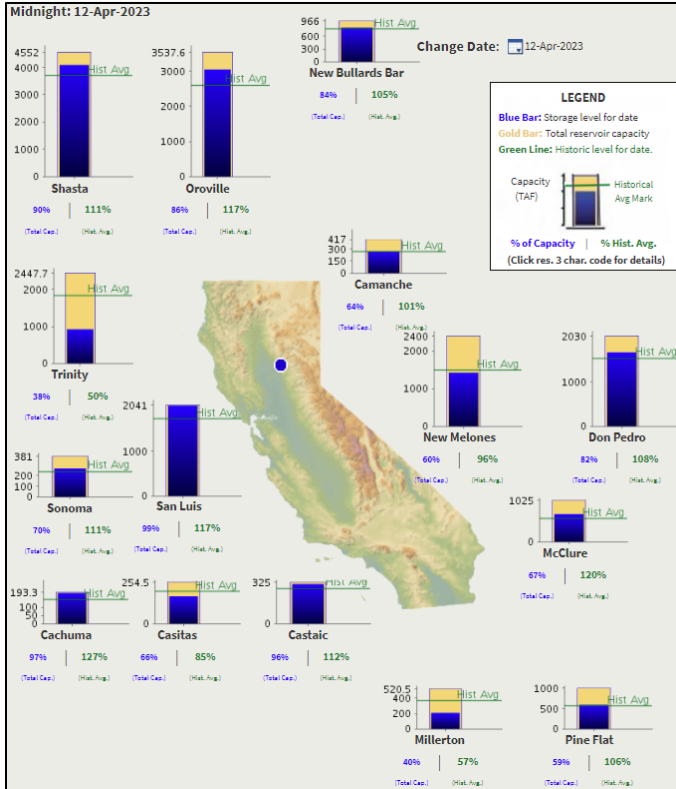 Midnight: 12-Apr-2023
Change Date: 12-Apr-2023
966
0
New Bullards Bar
84% | 105%
(Total Cap.) (Hist. Avg.)
4552
4000
3000
2000
1000
0
Hist Avg
Shasta
90% | 111%
(Total Cap.) (Hist. Avg.)
3537.6
3000
2000
1000
0
Hist Avg
Oroville
86% | 117%
(Total Cap.) (Hist. Avg.)
LEGEND
Blue Bar: Storage level for date
Gold Bar: Total reservoir capacity
Green Line: Historic level for date.
Capacity
(TAF)
Historical
Avg Mark
% of Capacity | % Hist. Avg.
(Click res. 3 char. code for details)
417
300
150
0
Hist Avg
Camanche
64% | 101%
(Total Cap.) (Hist. Avg.)
2447.7
2000
1000
0
Hist Avg
Trinity
38% | 50%
(Total Cap.) (Hist. Avg.)
2400
2000
1000
0
Hist Avg
New Melones
60% | 96%
(Total Cap.) (Hist. Avg.)
2030
1000
0
Hist Avg
Don Pedro
82% | 108%
(Total Cap.) (Hist. Avg.)
381
200
100
0
Hist Avg
Sonoma
70% | 111%
(Total Cap.) (Hist. Avg.)
2041
1000
0
Hist Avg
San Luis
99% | 117%
(Total Cap.) (Hist. Avg.)
1025
0
Hist Avg
McClure
67% | 120%
(Total Cap.) (Hist. Avg.)
193.3
100
50
0
Hist Avg
Cachuma
97% | 127%
(Total Cap.) (Hist. Avg.)
254.5
200
100
0
Hist Avg
Casitas
66% | 85%
(Total Cap.) (Hist. Avg.)
325
0
Hist Avg
Castaic
96% | 112%
(Total Cap.) (Hist. Avg.)
520.5
400
200
0
Hist Avg
Millerton
40% | 57%
(Total Cap.) (Hist. Avg.)
1000
500
0
Hist Avg
Pine Flat
59% | 106%
(Total Cap.) (Hist. Avg.)